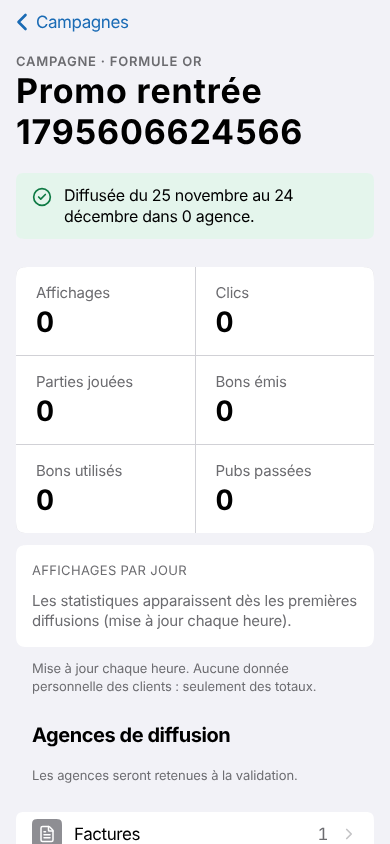 Campagnes
CAMPAGNE · FORMULE OR
Promo rentrée
1795606624566
Diffusée du 25 novembre au 24
décembre dans 0 agence.
Affichages
Clics
0
0
Parties jouées
Bons émis
0
0
Bons utilisés
Pubs passées
0
0
AFFICHAGES PAR JOUR
Les statistiques apparaissent dès les premières
diffusions (mise à jour chaque heure).
Mise à jour chaque heure. Aucune donnée
personnelle des clients : seulement des totaux.
Agences de diffusion
Les agences seront retenues à la validation.
Factures 1